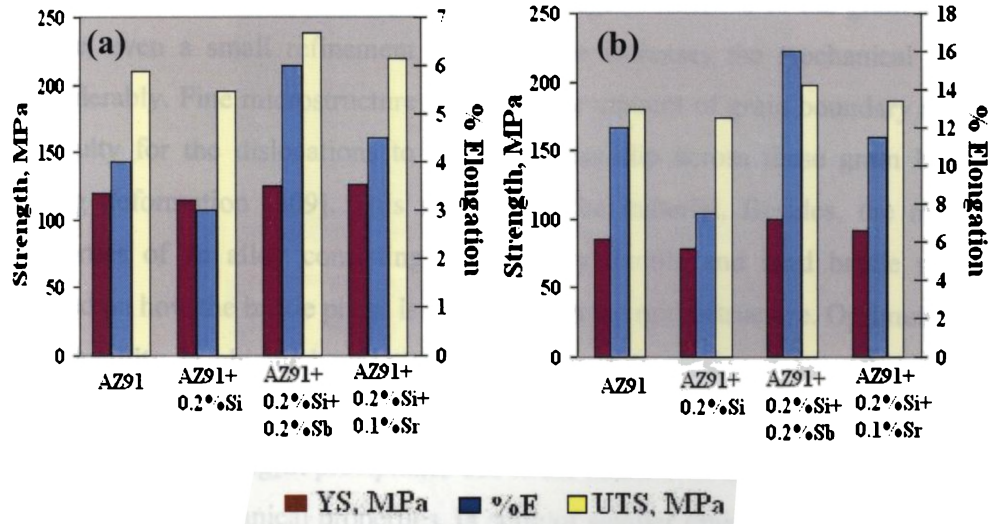 (a)
Strength, MPa
250
200
150
100
50
0
% Elongation
7
6
5
4
3
2
1
0
AZ91
AZ91+
0.2%Si
AZ91+
0.2%Si+
0.2%Sb
AZ91+
0.2%Si+
0.1%Sr
(b)
Strength, MPa
250
200
150
100
50
0
% Elongation
18
16
14
12
10
8
6
4
2
0
AZ91
AZ91+
0.2%Si
AZ91+
0.2%Si+
0.2%Sb
AZ91+
0.2%Si+
0.1%Sr
YS, MPa
%E
UTS, MPa